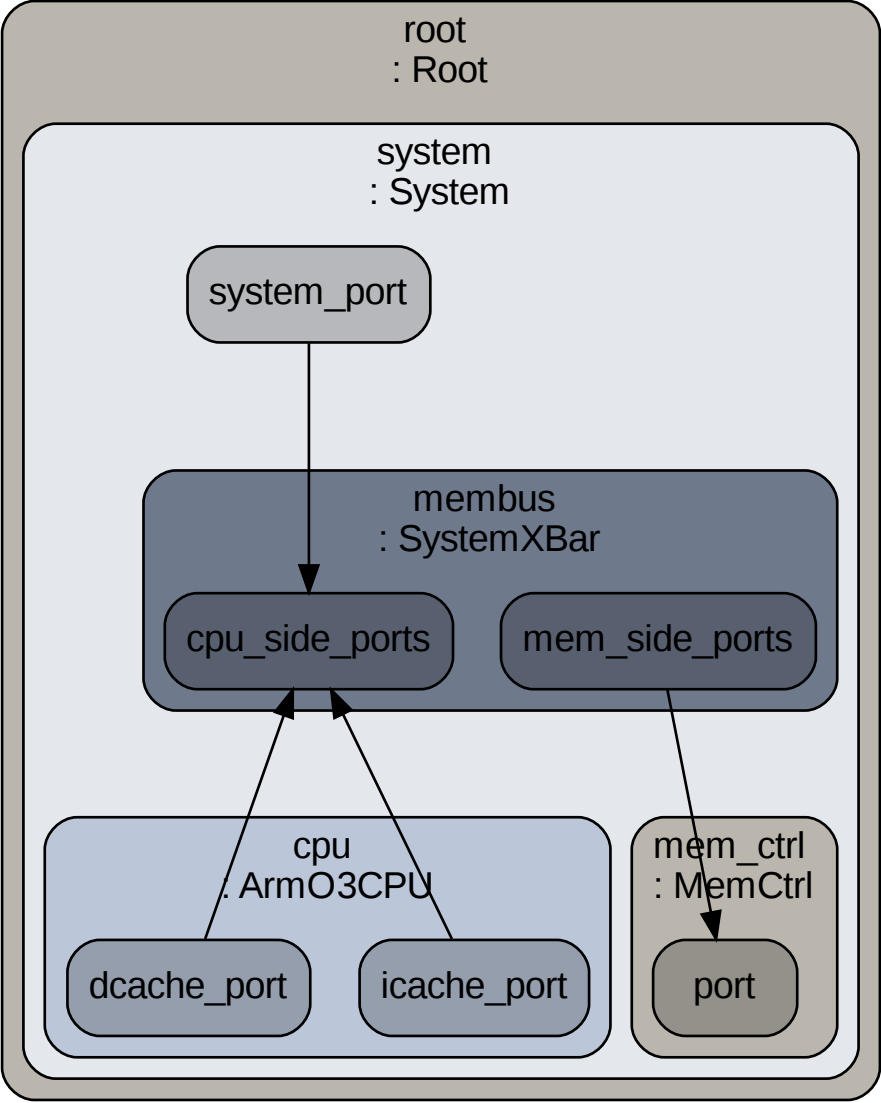 root
: Root
system
: System
system_port
membus
: SystemXBar
cpu_side_ports
mem_side_ports
cpu
: ArmO3CPU
mem_ctrl
: MemCtrl
dcache_port
icache_port
port